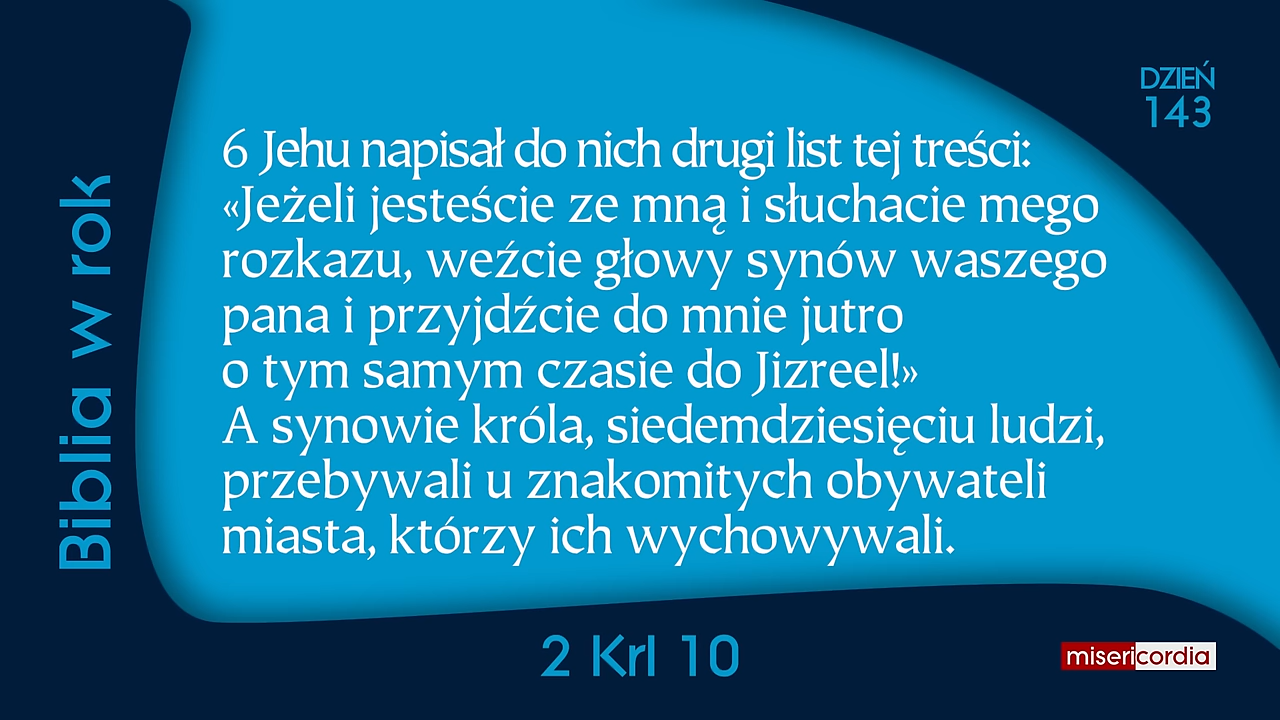 DZIEŃ
143
6 Jehu napisał do nich drugi list tej treści:
«Jeżeli jesteście ze mną i słuchacie mego
rozkazu, weźcie głowy synów waszego
pana i przyjdźcie do mnie jutro
o tym samym czasie do Jizreel!»
A synowie króla, siedemdziesięciu ludzi,
przebywali u znakomitych obywateli
miasta, którzy ich wychowywali.
Biblia w rok
2 Krl 10
misericordia